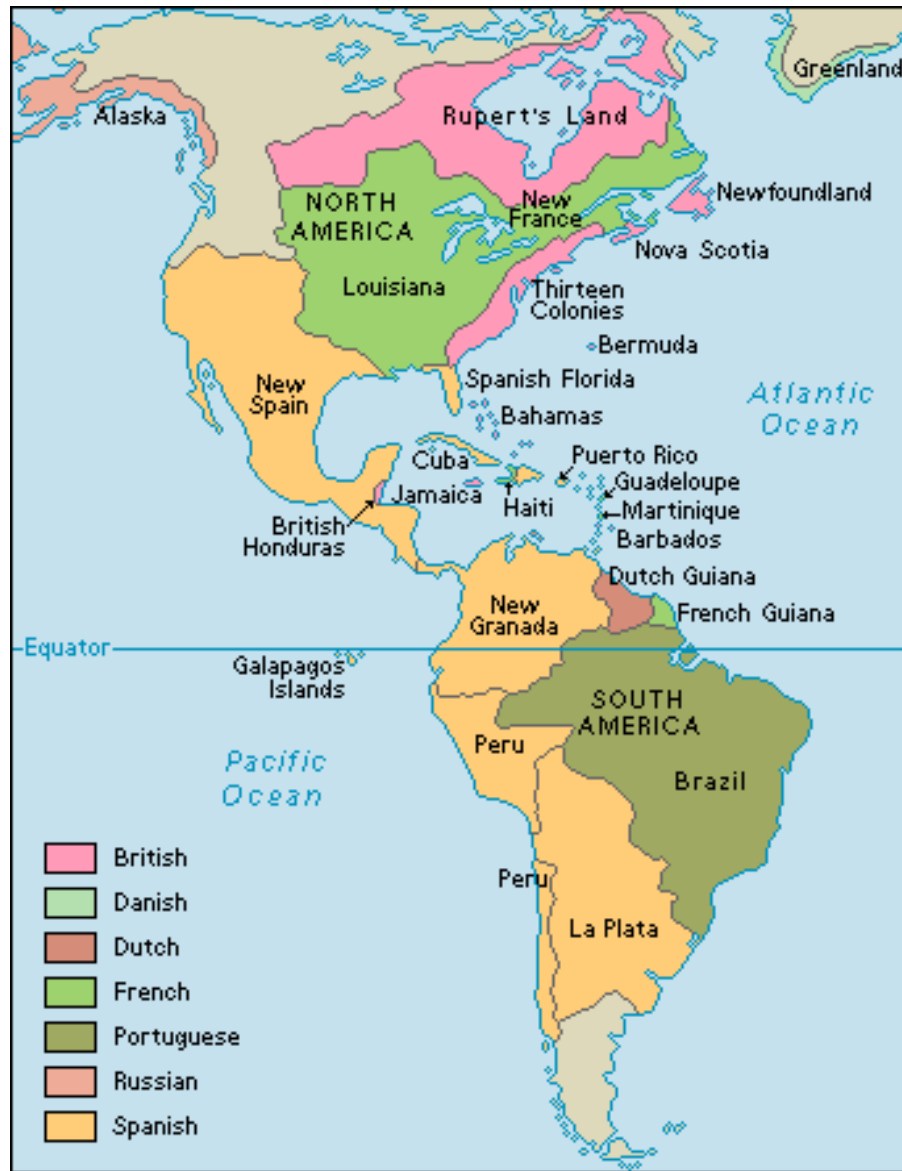 Greenland
Alaska
Rupert's Land
Newfoundland
NORTH
AMERICA
New
France
Nova Scotia
Louisiana
Thirteen
Colonies
Bermuda
New
Spain
Spanish Florida
Atlantic
Ocean
Bahamas
Cuba
Puerto Rico
Jamaica
Haiti
Guadeloupe
Martinique
British
Honduras
Barbados
Dutch Guiana
New
Granada
French Guiana
Equator
Galapagos
Islands
SOUTH
AMERICA
Peru
Pacific
Ocean
Brazil
British
Peru
Danish
La Plata
Dutch
French
Portuguese
Russian
Spanish